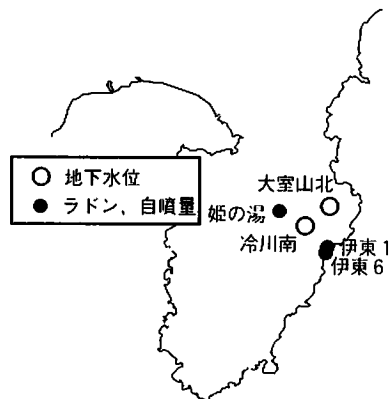 地下水位
ラドン、自噴量
大室山北
姫の湯
冷川南
伊東1
伊東6